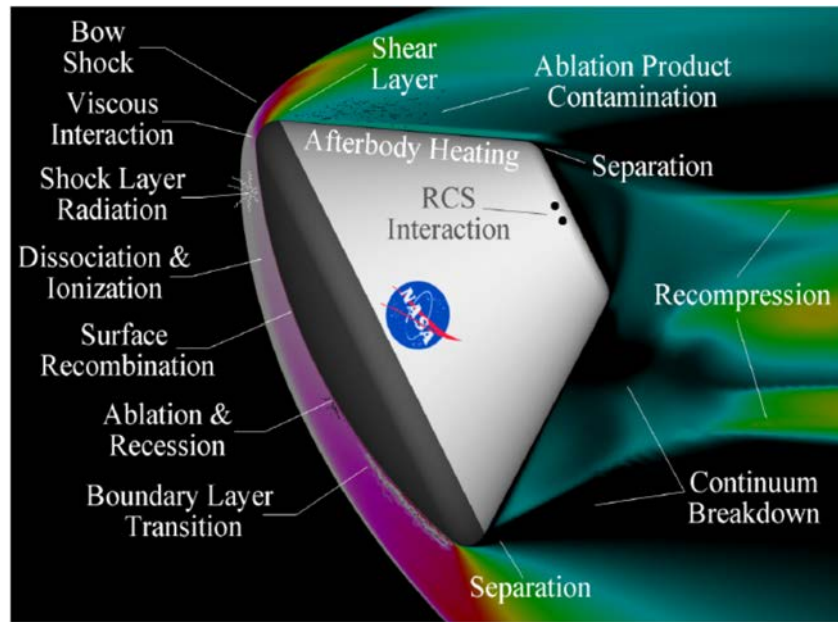 Bow
Shock
Viscous
Interaction
Shock Layer
Radiation
Dissociation &
Ionization
Surface
Recombination
Ablation &
Recession
Boundary Layer
Transition
Shear
Layer
Ablation Product
Contamination
Afterbody Heating
Separation
RCS
Interaction
NASA
Recompression
Continuum
Breakdown
Separation